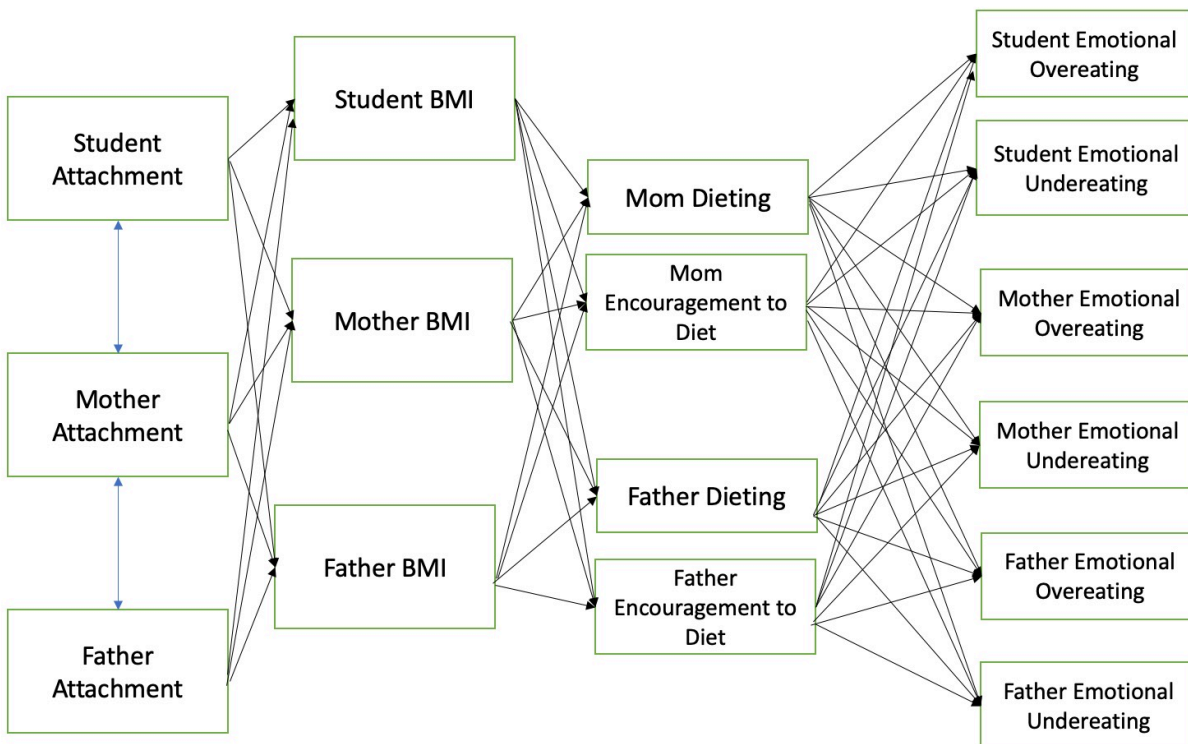 Student
Attachment
Mother
Attachment
Father
Attachment
Student BMI
Mother BMI
Father BMI
Mom Dieting
Mom
Encouragement to
Diet
Father Dieting
Father
Encouragement to
Diet
Student Emotional
Overeating
Student Emotional
Undereating
Mother Emotional
Overeating
Mother Emotional
Undereating
Father Emotional
Overeating
Father Emotional
Undereating